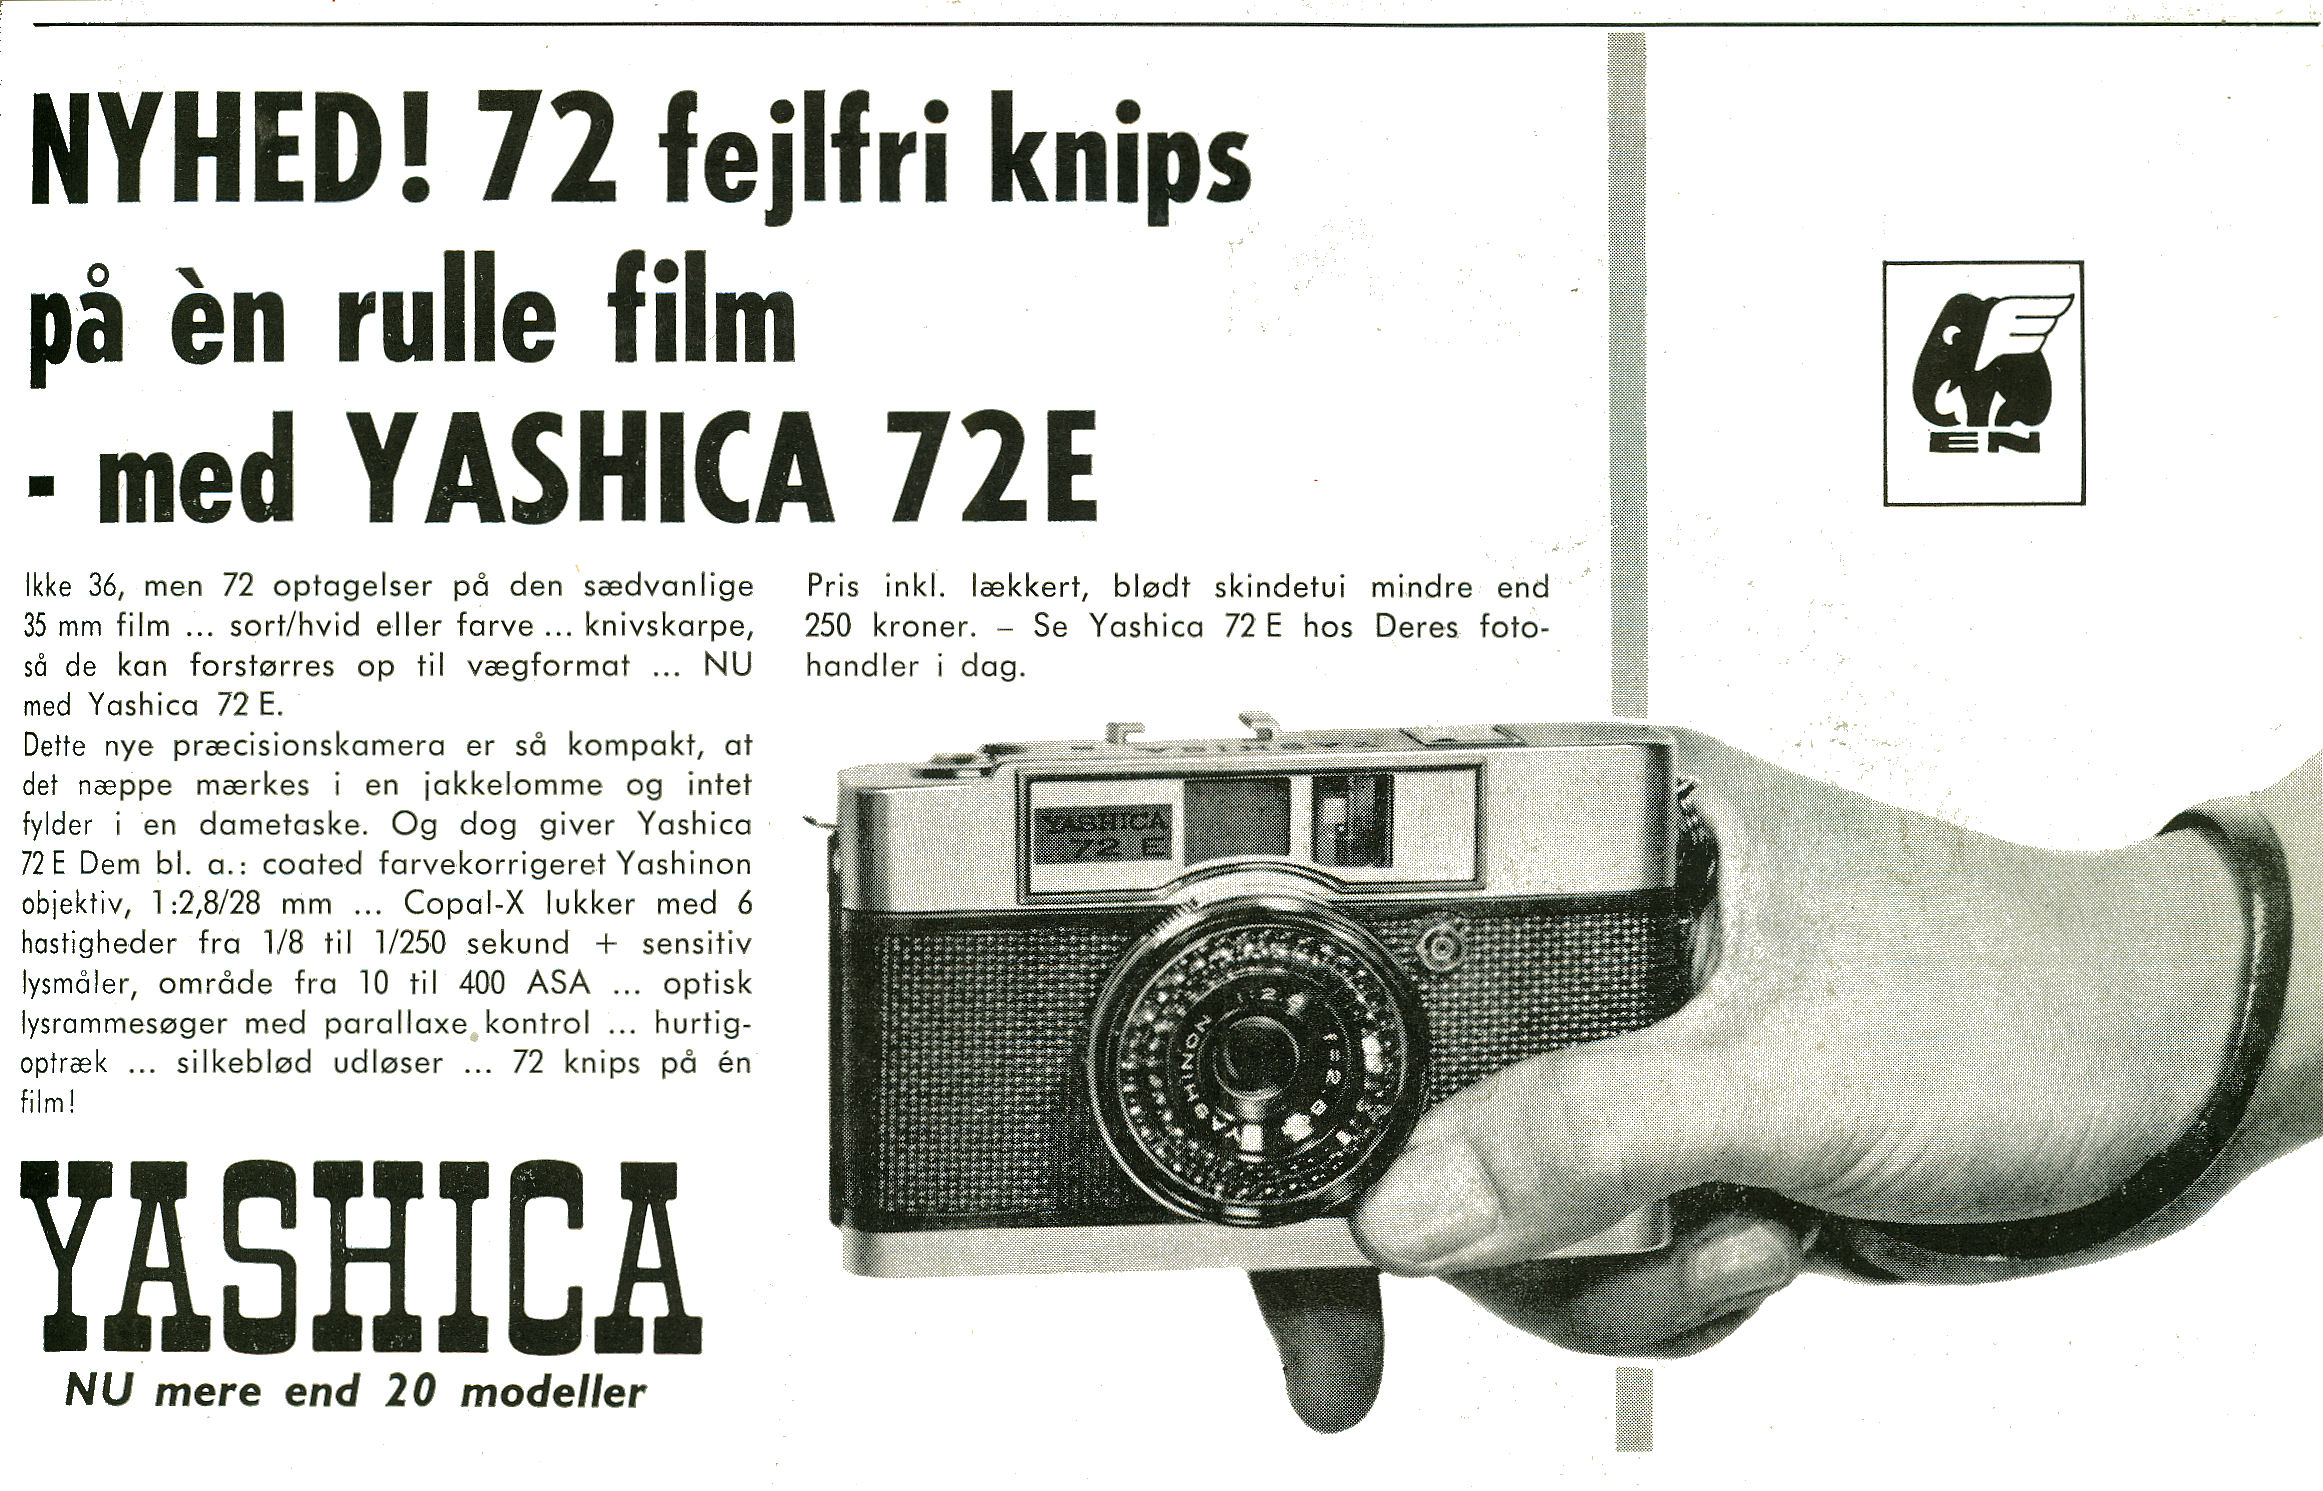 NYHED! 72 fejlfri knips
på èn rulle film
- med YASHICA 72E
Ikke 36, men 72 optagelser på den sædvanlige
35 mm film ... sort/hvid eller farve ... knivskarpe,
så de kan forstørres op til vægformat ... NU
med Yashica 72 E.
Dette nye præcisionskamera er så kompakt, at
det næppe mærkes i en jakkelomme og intet
fylder i en dametaske. Og dog giver Yashica
72 E Dem bl. a.: coated farvekorrigeret Yashinon
objektiv, 1:2,8/28 mm ... Copal-X lukker med 6
hastigheder fra 1/8 til 1/250 sekund + sensitiv
lysmåler, område fra 10 til 400 ASA ... optisk
lysrammesøger med parallaxe kontrol ... hurtig-
optræk ... silkeblød udløser ... 72 knips på én
film!
Pris inkl. lækkert, blødt skindetui mindre end
250 kroner. – Se Yashica 72 E hos Deres foto-
handler i dag.
EN
YASHICA
72 E
YASHINON
YASHICA
NU mere end 20 modeller